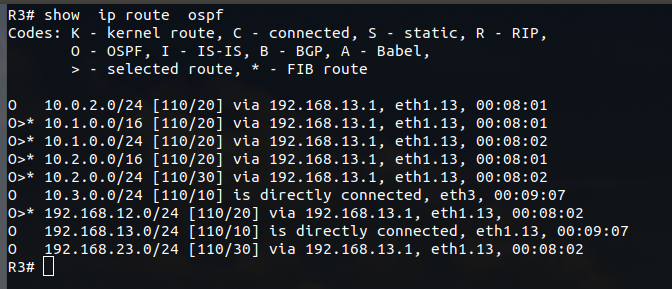 R3# show  ip route  ospf
Codes: K - kernel route, C - connected, S - static, R - RIP,
       O - OSPF, I - IS-IS, B - BGP, A - Babel,
       > - selected route, * - FIB route
O   10.0.2.0/24 [110/20] via 192.168.13.1, eth1.13, 00:08:01
O>* 10.1.0.0/16 [110/20] via 192.168.13.1, eth1.13, 00:08:01
O>* 10.1.0.0/24 [110/20] via 192.168.13.1, eth1.13, 00:08:02
O>* 10.2.0.0/16 [110/20] via 192.168.13.1, eth1.13, 00:08:01
O>* 10.2.0.0/24 [110/30] via 192.168.13.1, eth1.13, 00:08:02
O   10.3.0.0/24 [110/10] is directly connected, eth3, 00:09:07
O>* 192.168.12.0/24 [110/20] via 192.168.13.1, eth1.13, 00:08:02
O   192.168.13.0/24 [110/10] is directly connected, eth1.13, 00:09:07
O   192.168.23.0/24 [110/30] via 192.168.13.1, eth1.13, 00:08:02
R3#